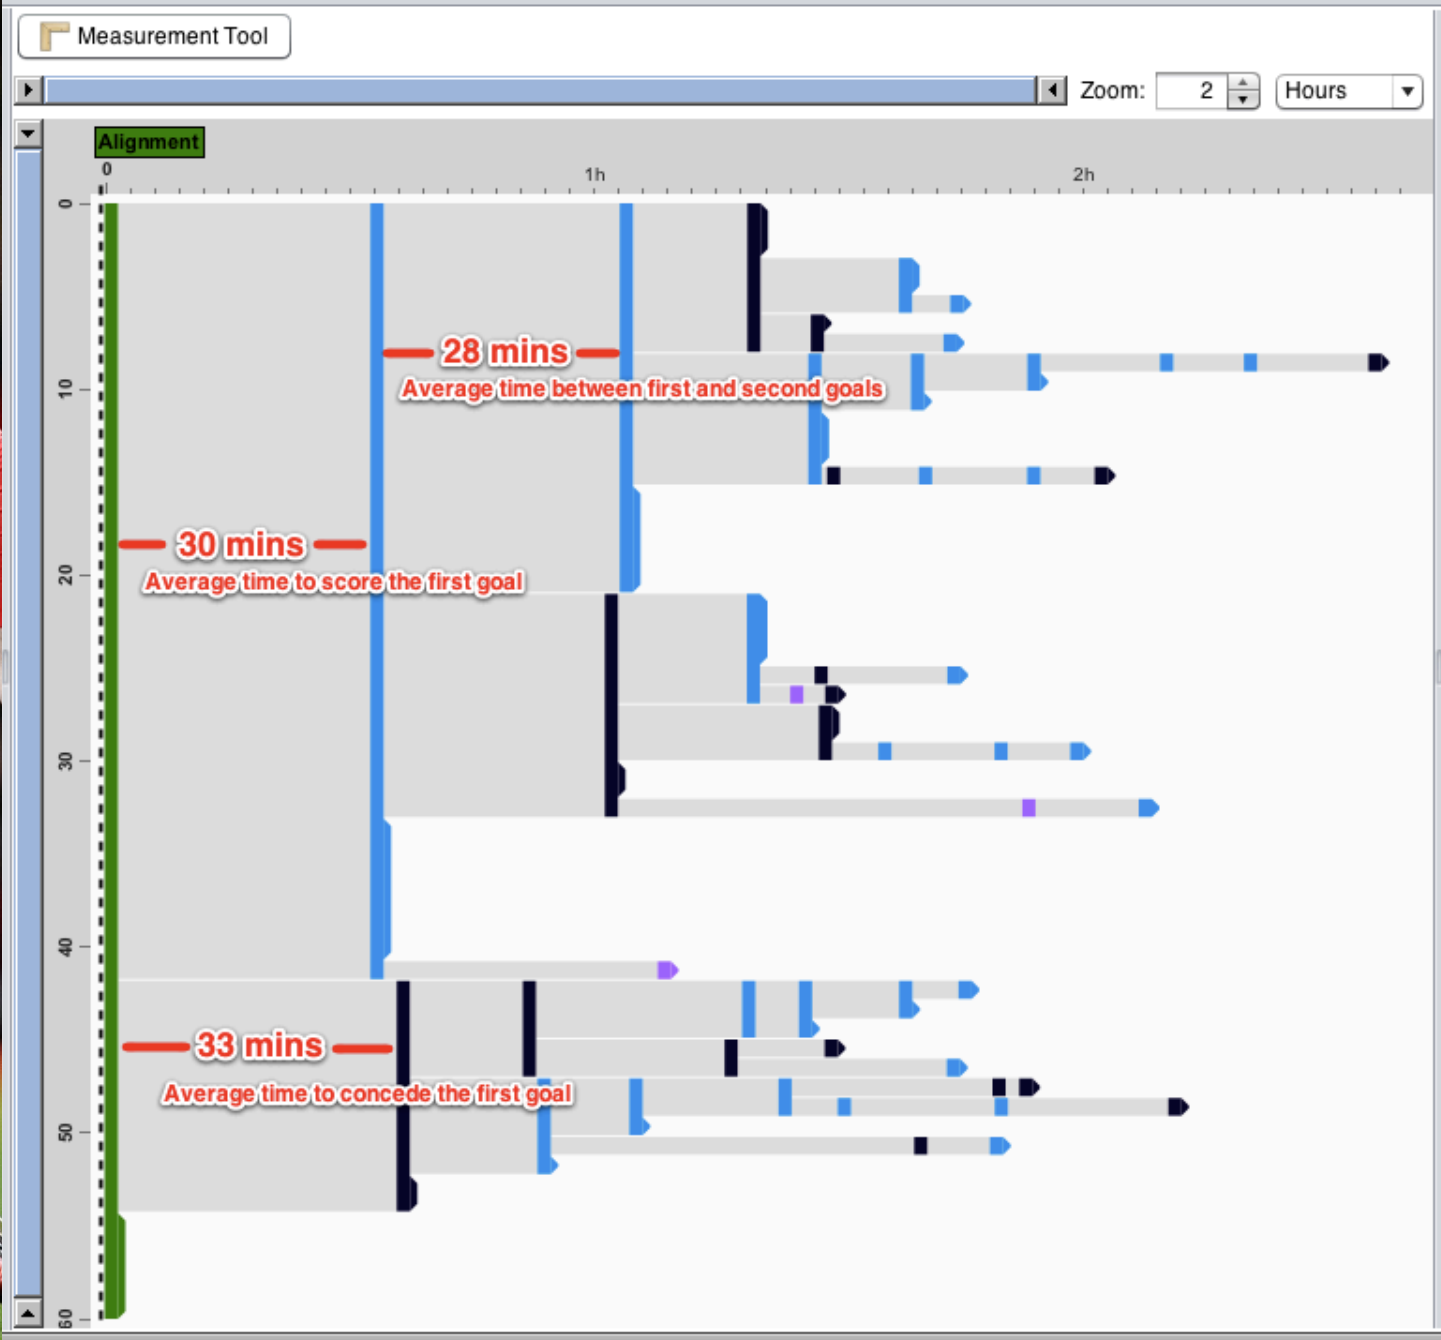 Measurement Tool
Zoom: 2 Hours
Alignment
0 1h 2h
0
10
28 mins
Average time between first and second goals
20
30 mins
Average time to score the first goal
30
40
33 mins
Average time to concede the first goal
50
60